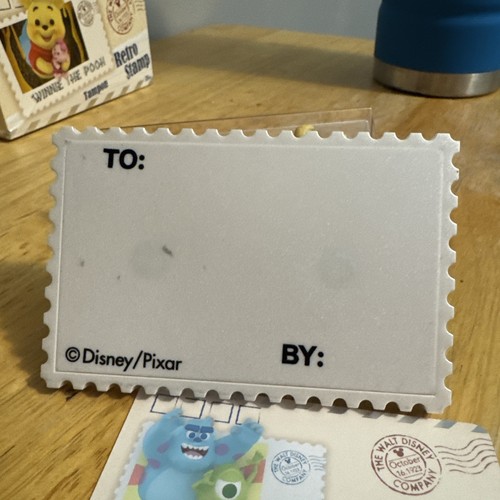 WINNIE THE POOH
Retro
Stamp
Tampon
TO:
BY:
©Disney/Pixar
THE WALT DISNEY
October
16, 1923
COMPANY